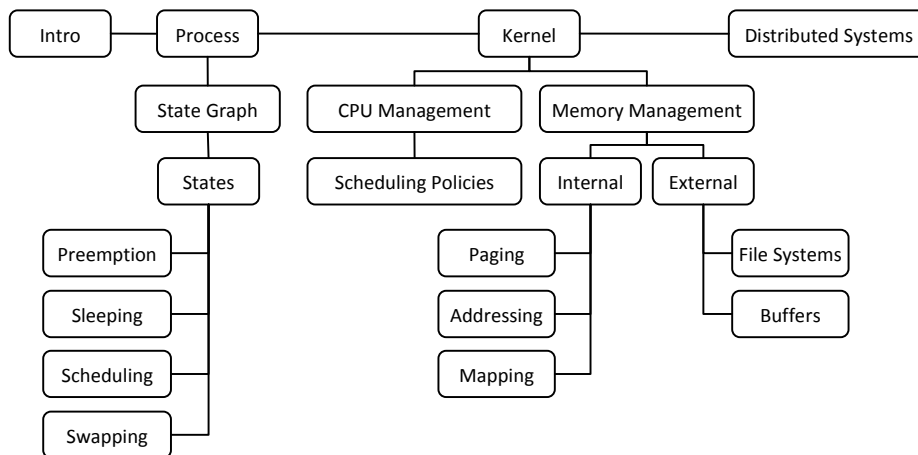 Intro
Process
Kernel
Distributed Systems
State Graph
CPU Management
Memory Management
States
Scheduling Policies
Internal
External
Preemption
Paging
File Systems
Sleeping
Addressing
Buffers
Scheduling
Mapping
Swapping